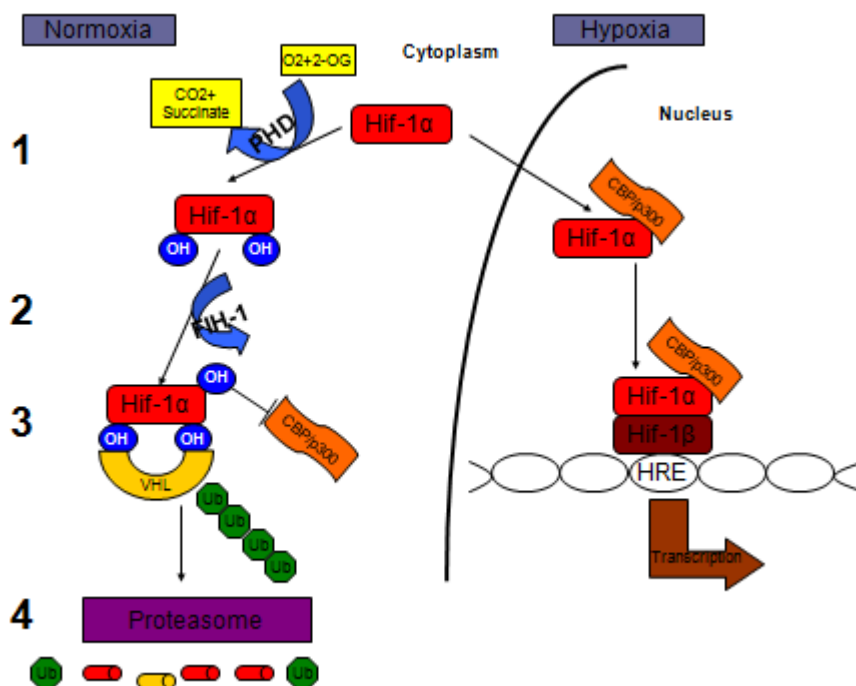 Normoxia
Hypoxia
Cytoplasm
O2+2-OG
CO2+
Succinate
PHD
Hif-1α
Nucleus
1
CBP/p300
Hif-1α
Hif-1α
OH
OH
2
FIH-1
OH
CBP/p300
Hif-1α
Hif-1α
3
CBP/p300
Hif-1β
OH
OH
VHL
HRE
Ub
Ub
Ub
Ub
Transcription
4
Proteasome
Ub
Ub